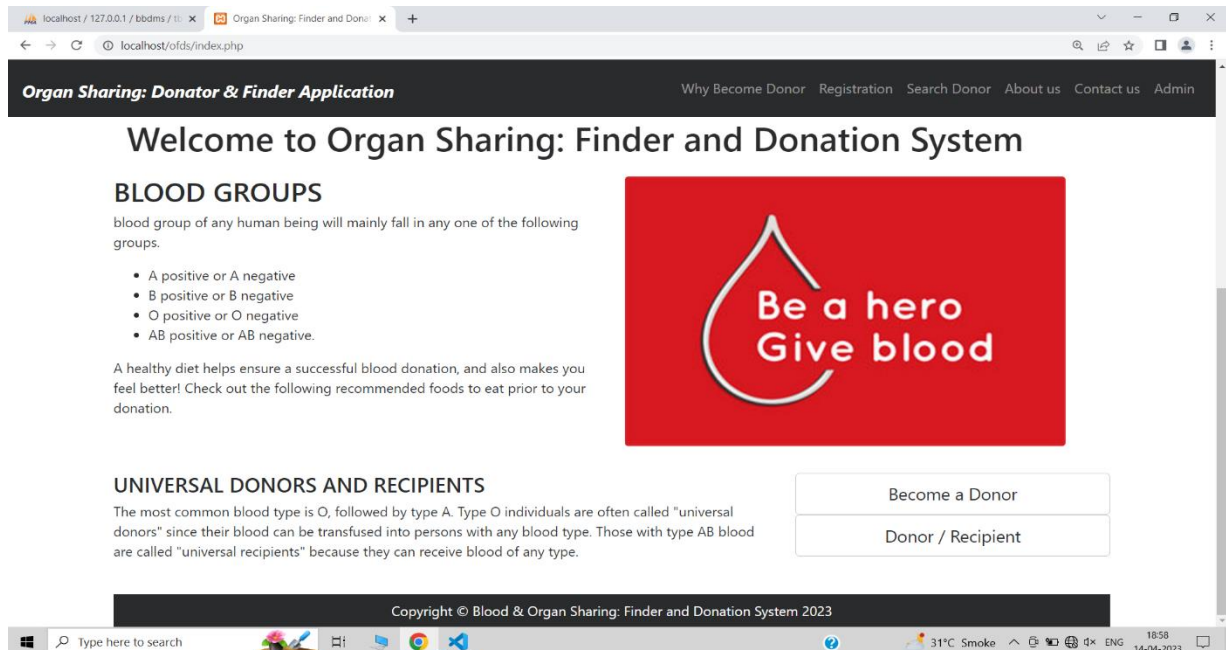 localhost / 127.0.0.1 / bbdms / tb
Organ Sharing: Finder and Donat
localhost/ofds/index.php
Organ Sharing: Donator & Finder Application
Why Become Donor Registration Search Donor About us Contact us Admin
Welcome to Organ Sharing: Finder and Donation System
BLOOD GROUPS
blood group of any human being will mainly fall in any one of the following
groups.
A positive or A negative
B positive or B negative
O positive or O negative
AB positive or AB negative.
A healthy diet helps ensure a successful blood donation, and also makes you
feel better! Check out the following recommended foods to eat prior to your
donation.
Be a hero
Give blood
UNIVERSAL DONORS AND RECIPIENTS
The most common blood type is O, followed by type A. Type O individuals are often called "universal
donors" since their blood can be transfused into persons with any blood type. Those with type AB blood
are called "universal recipients" because they can receive blood of any type.
Become a Donor
Donor / Recipient
Copyright © Blood & Organ Sharing: Finder and Donation System 2023
Type here to search
31°C Smoke
ENG
18:58
14-04-2023